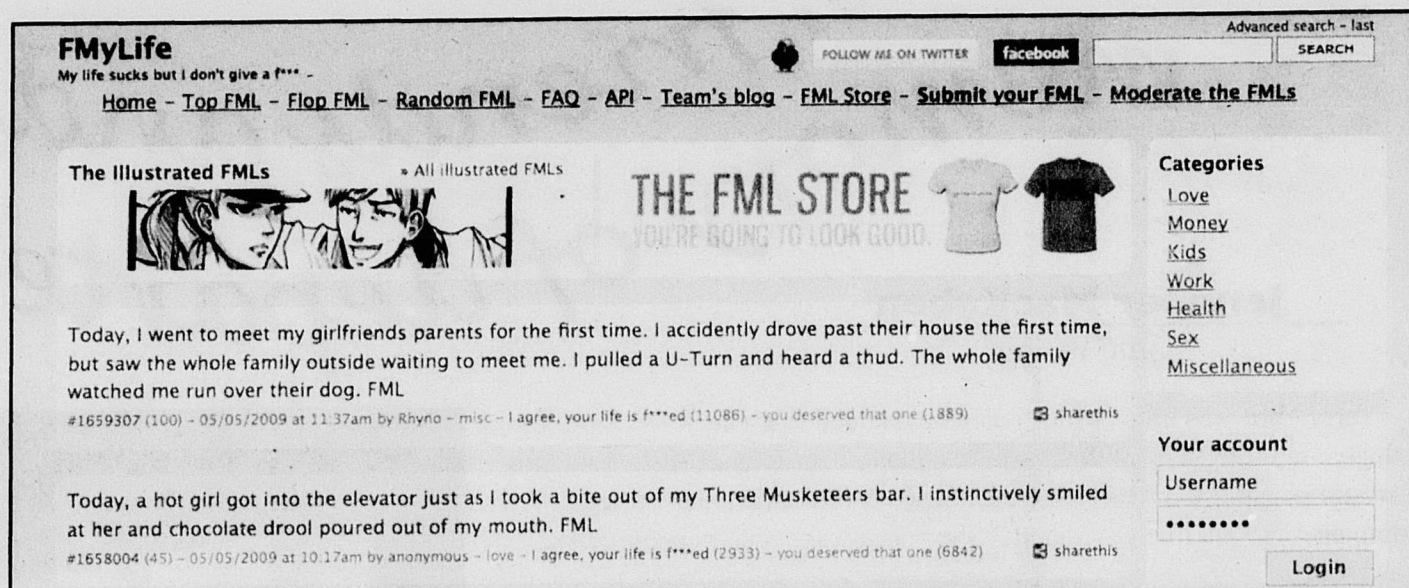 Advanced search - last
FMyLife
FOLLOW ME ON TWITTER
facebook
SEARCH
My life sucks but I don't give a f*** -
Home - Top FML - Flop FML - Random FML - FAQ - API - Team's blog - FML Store - Submit your FML - Moderate the FMLs
The Illustrated FMLs
» All illustrated FMLs
THE FML STORE
YOU'RE GOING TO LOOK GOOD.
Today, I went to meet my girlfriends parents for the first time. I accidently drove past their house the first time,
but saw the whole family outside waiting to meet me. I pulled a U-Turn and heard a thud. The whole family
watched me run over their dog. FML
#1659307 (100) - 05/05/2009 at 11:37am by Rhyno - misc - I agree, your life is f***ed (11086) - you deserved that one (1889)
sharethis
Today, a hot girl got into the elevator just as I took a bite out of my Three Musketeers bar. I instinctively smiled
at her and chocolate drool poured out of my mouth. FML
#1658004 (45) - 05/05/2009 at 10:17am by anonymous - love - I agree, your life is f***ed (2933) - you deserved that one (6842)
sharethis
Categories
Love
Money
Kids
Work
Health
Sex
Miscellaneous
Your account
Username
••••••••
Login